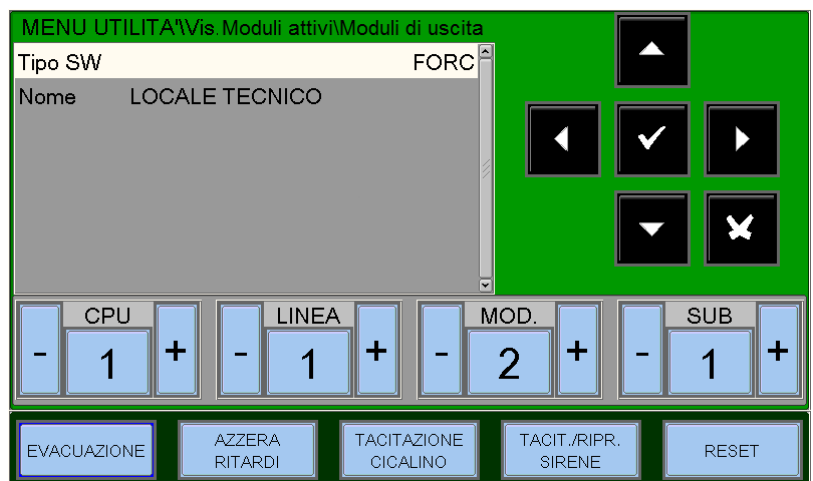 MENU UTILITA'\Vis.Moduli attivi\Moduli di uscita
Tipo SW FORC
Nome LOCALE TECNICO
CPU LINEA MOD. SUB
- 1 + - 1 + - 2 + - 1 +
EVACUAZIONE
AZZERA
RITARDI
TACITAZIONE
CICALINO
TACIT./RIPR.
SIRENE
RESET